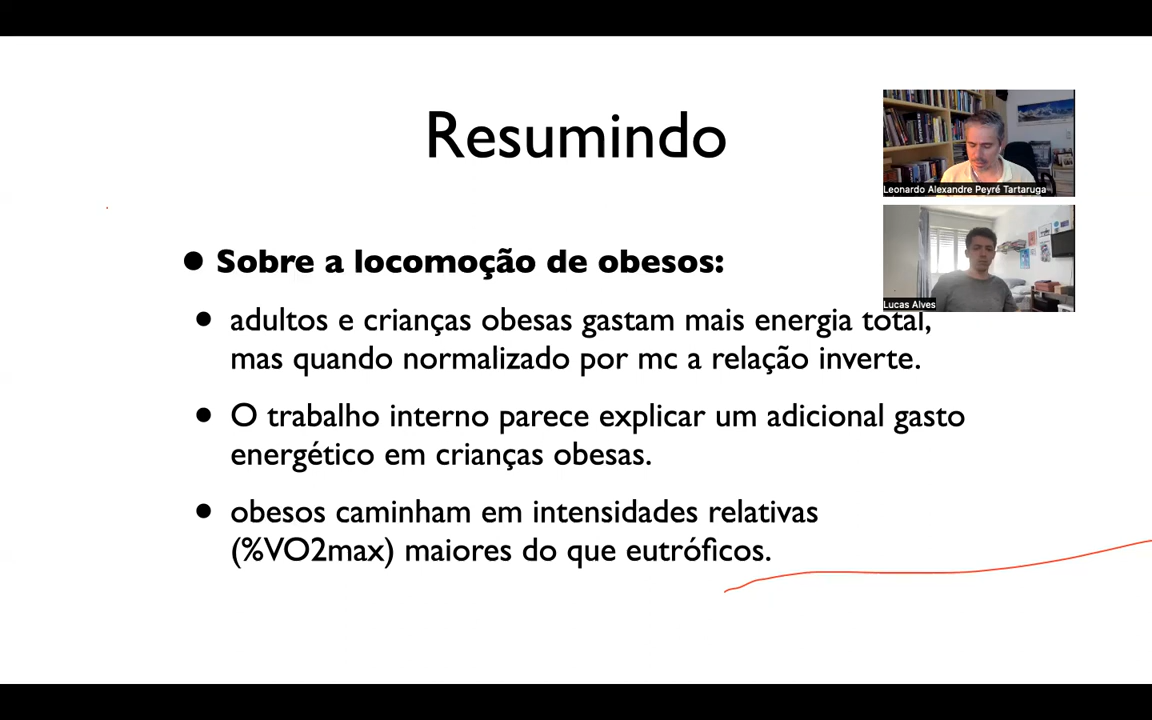 Resumindo
Leonardo Alexandre Peyré Tartaruga
Lucas Alves
• Sobre a locomoção de obesos:
• adultos e crianças obesas gastam mais energia total,
mas quando normalizado por mc a relação inverte.
• O trabalho interno parece explicar um adicional gasto
energético em crianças obesas.
• obesos caminham em intensidades relativas
(%VO2max) maiores do que eutróficos.